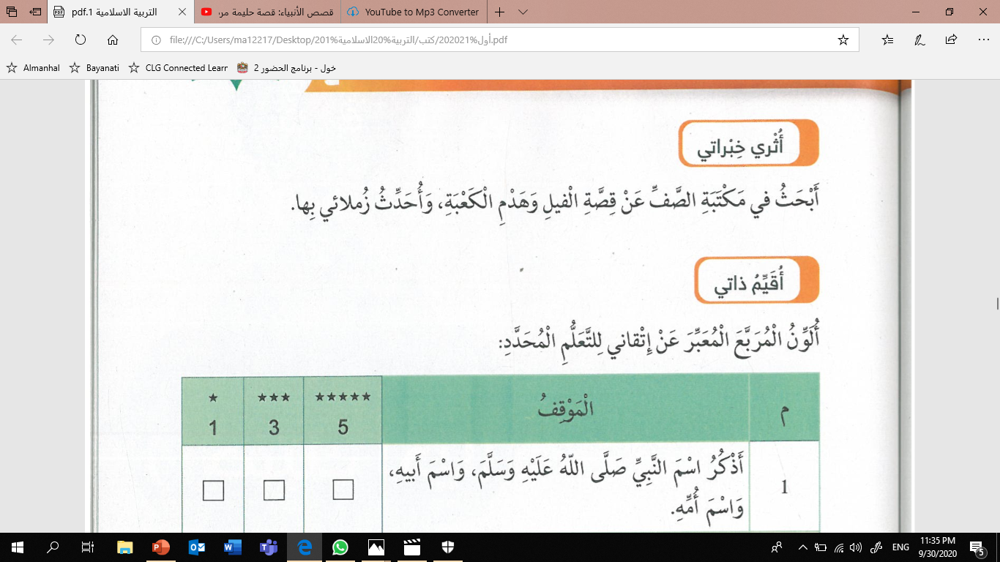 التربية الاسلامية 1.pdf
قصص الأنبياء: قصة حليمة مر
YouTube to Mp3 Converter
file:///C:/Users/ma12217/Desktop/201%الاسلامية20%التربية/كتب/202021%أول.pdf
Almanhal
Bayanati
CLG Connected Learr
خول - برنامج الحضور 2
أُثْري خِبْراتي
أَبْحَثُ في مَكْتَبَةِ الصَّفِّ عَنْ قِصَّةِ الْفيلِ وَهَدْمِ الْكَعْبَةِ، وَأُحَدِّثُ زُملائي بِها.
أُقَيِّمُ ذاتي
أُلَوِّنُ الْمُرَبَّعَ الْمُعَبِّرَ عَنْ إِتْقاني لِلتَّعَلُّمِ الْمُحَدَّدِ:
م الْمَوْقِفُ ★★★★★ ★★★ ★
5 3 1
1 أَذْكُرُ اسْمَ النَّبِيِّ صَلَّى اللّهُ عَلَيْهِ وَسَلَّمَ، وَاسْمَ أَبيهِ،
وَاسْمَ أُمِّهِ.
ENG
11:35 PM
9/30/2020
5